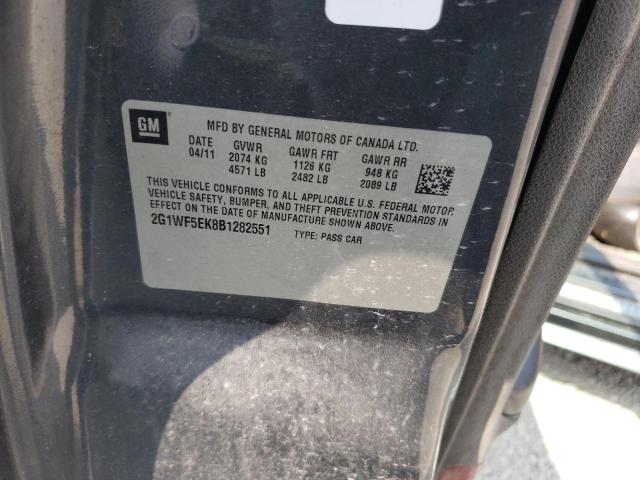 GM
MFD BY GENERAL MOTORS OF CANADA LTD.
DATE GVWR GAWR FRT GAWR RR
04/11 2074 KG 1126 KG 948 KG
4571 LB 2482 LB 2089 LB
THIS VEHICLE CONFORMS TO ALL APPLICABLE U.S. FEDERAL MOTOR
VEHICLE SAFETY, BUMPER, AND THEFT PREVENTION STANDARDS IN
EFFECT ON THE DATE OF MANUFACTURE SHOWN ABOVE.
2G1WF5EK8B1282551 TYPE: PASS CAR